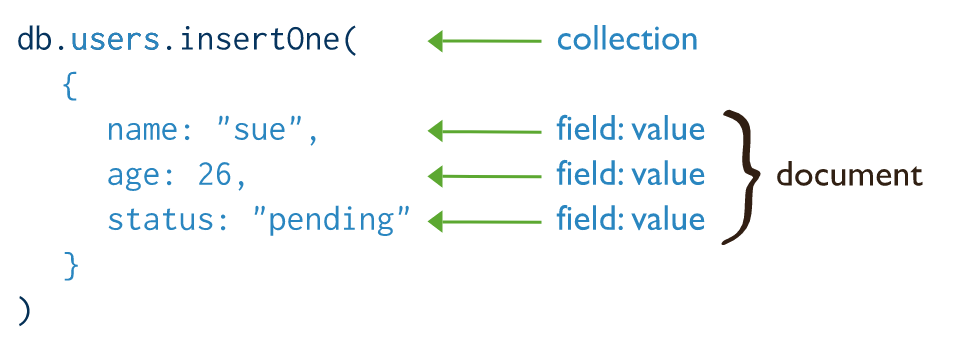 db.users.insertOne( collection
{
name: "sue", field: value
age: 26, field: value
status: "pending" field: value
document
}
)